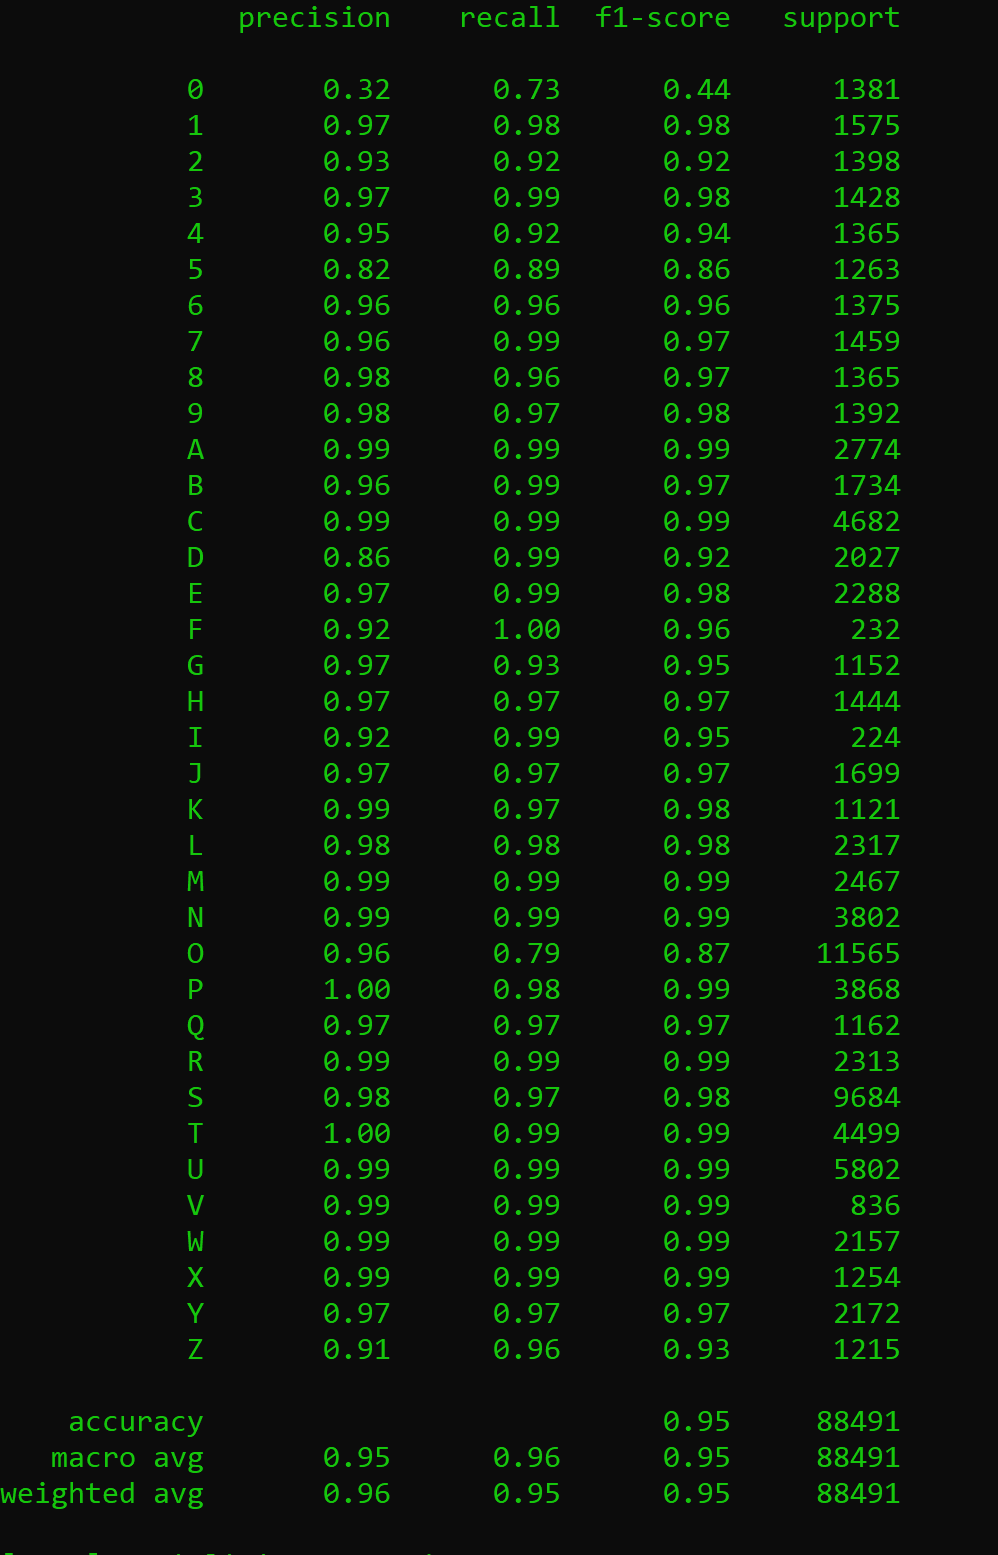 precision recall f1-score support
0 0.32 0.73 0.44 1381
1 0.97 0.98 0.98 1575
2 0.93 0.92 0.92 1398
3 0.97 0.99 0.98 1428
4 0.95 0.92 0.94 1365
5 0.82 0.89 0.86 1263
6 0.96 0.96 0.96 1375
7 0.96 0.99 0.97 1459
8 0.98 0.96 0.97 1365
9 0.98 0.97 0.98 1392
A 0.99 0.99 0.99 2774
B 0.96 0.99 0.97 1734
C 0.99 0.99 0.99 4682
D 0.86 0.99 0.92 2027
E 0.97 0.99 0.98 2288
F 0.92 1.00 0.96 232
G 0.97 0.93 0.95 1152
H 0.97 0.97 0.97 1444
I 0.92 0.99 0.95 224
J 0.97 0.97 0.97 1699
K 0.99 0.97 0.98 1121
L 0.98 0.98 0.98 2317
M 0.99 0.99 0.99 2467
N 0.99 0.99 0.99 3802
O 0.96 0.79 0.87 11565
P 1.00 0.98 0.99 3868
Q 0.97 0.97 0.97 1162
R 0.99 0.99 0.99 2313
S 0.98 0.97 0.98 9684
T 1.00 0.99 0.99 4499
U 0.99 0.99 0.99 5802
V 0.99 0.99 0.99 836
W 0.99 0.99 0.99 2157
X 0.99 0.99 0.99 1254
Y 0.97 0.97 0.97 2172
Z 0.91 0.96 0.93 1215
accuracy 0.95 88491
macro avg 0.95 0.96 0.95 88491
weighted avg 0.96 0.95 0.95 88491